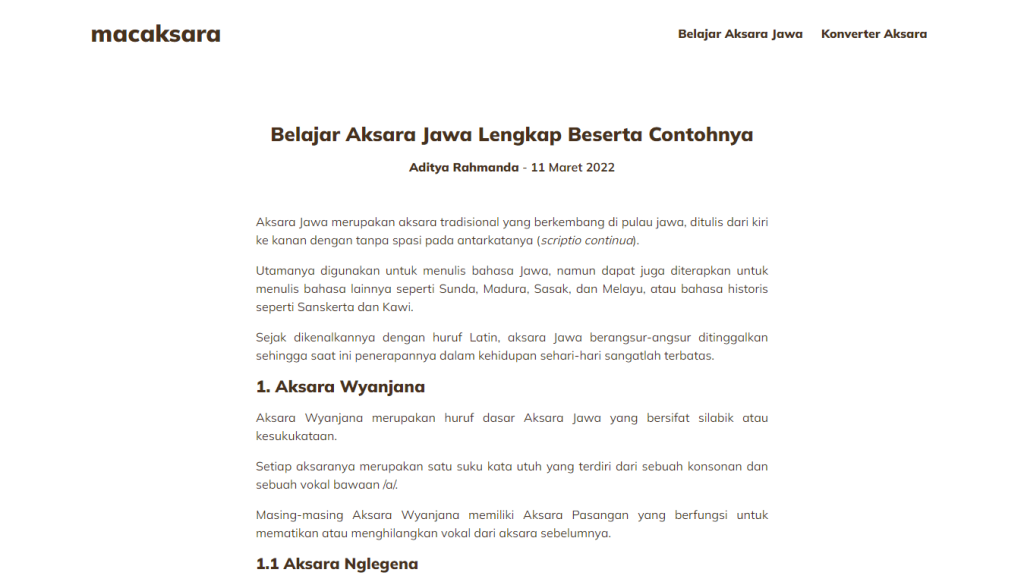 macaksara
Belajar Aksara Jawa
Konverter Aksara
Belajar Aksara Jawa Lengkap Beserta Contohnya
Aditya Rahmanda - 11 Maret 2022
Aksara Jawa merupakan aksara tradisional yang berkembang di pulau jawa, ditulis dari kiri
ke kanan dengan tanpa spasi pada antarkatanya (scriptio continua).
Utamanya digunakan untuk menulis bahasa Jawa, namun dapat juga diterapkan untuk
menulis bahasa lainnya seperti Sunda, Madura, Sasak, dan Melayu, atau bahasa historis
seperti Sanskerta dan Kawi.
Sejak dikenalkannya dengan huruf Latin, aksara Jawa berangsur-angsur ditinggalkan
sehingga saat ini penerapannya dalam kehidupan sehari-hari sangatlah terbatas.
1. Aksara Wyanjana
Aksara Wyanjana merupakan huruf dasar Aksara Jawa yang bersifat silabik atau
kesukukataan.
Setiap aksaranya merupakan satu suku kata utuh yang terdiri dari sebuah konsonan dan
sebuah vokal bawaan /a/.
Masing-masing Aksara Wyanjana memiliki Aksara Pasangan yang berfungsi untuk
mematikan atau menghilangkan vokal dari aksara sebelumnya.
1.1 Aksara Nglegena